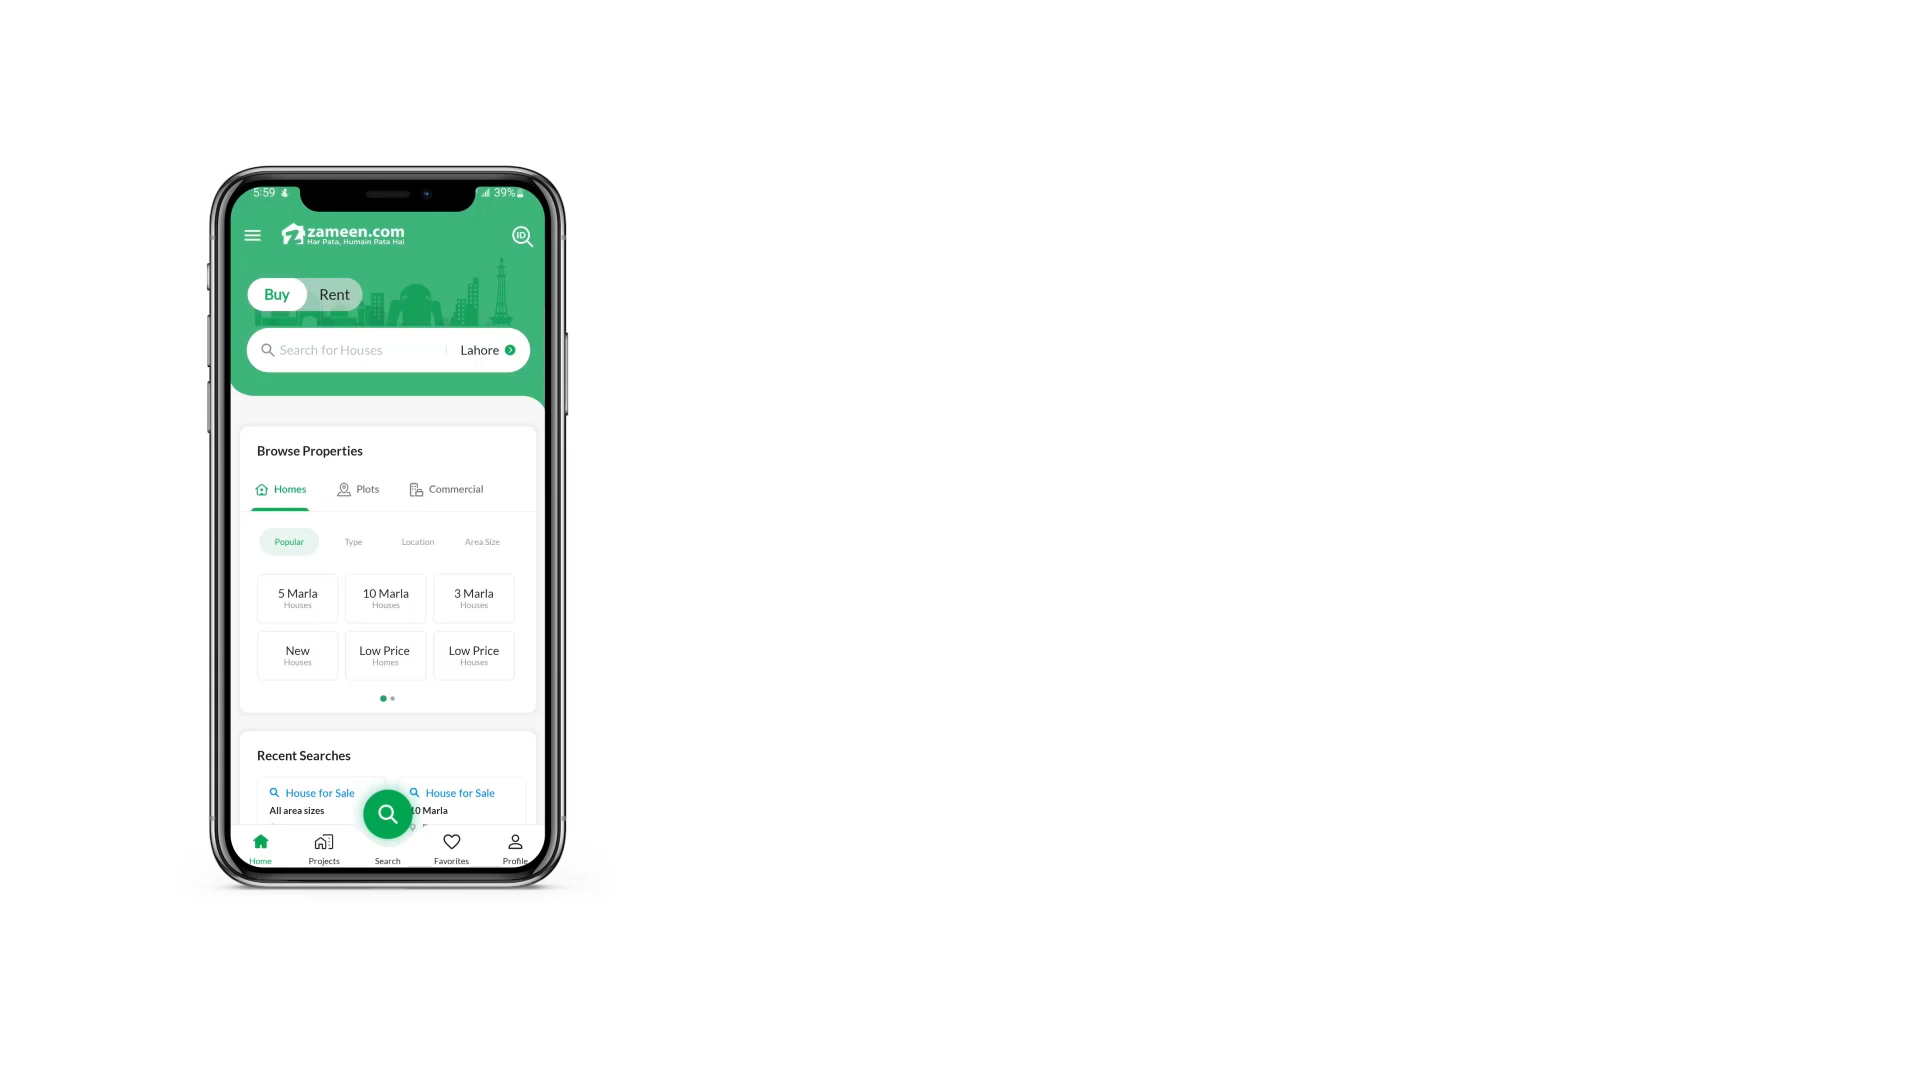 5:59 39%
zameen.com
Har Pata, Humain Pata Hai
ID
Buy Rent
Search for Houses Lahore
Browse Properties
Homes Plots Commercial
Popular Type Location Area Size
5 Marla 10 Marla 3 Marla
Houses Houses Houses
New Low Price Low Price
Houses Homes Houses
Recent Searches
House for Sale House for Sale
All area sizes 10 Marla
Home Projects Search Favorites Profile